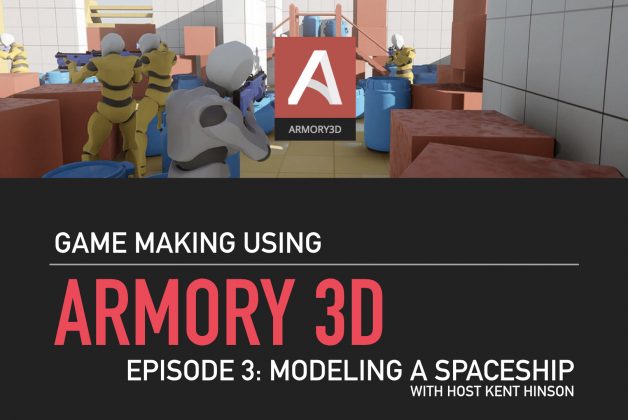 ARMORY3D
GAME MAKING USING
ARMORY 3D
EPISODE 3: MODELING A SPACESHIP
WITH HOST KENT HINSON